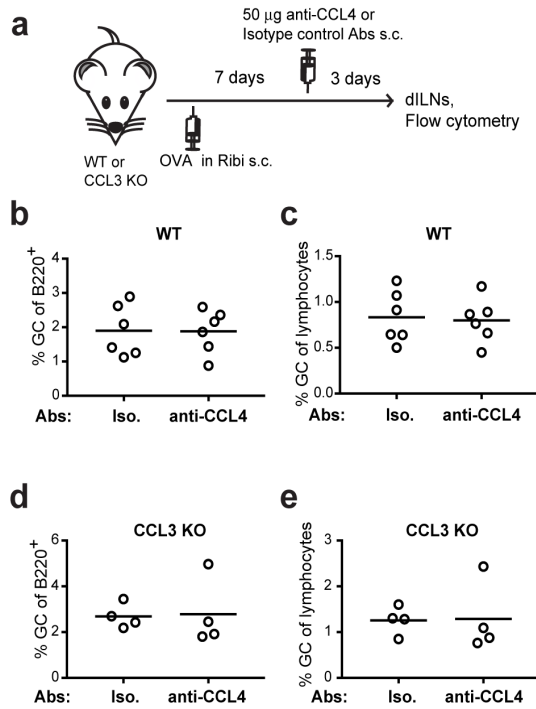 a
50 µg anti-CCL4 or
Isotype control Abs s.c.
7 days
3 days
dILNs,
Flow cytometry
WT or
CCL3 KO
OVA in Ribi s.c.
b
WT
% GC of B220+
4
3
2
1
0
Abs: Iso. anti-CCL4
c
WT
% GC of lymphocytes
1.5
1.0
0.5
0.0
Abs: Iso. anti-CCL4
d
CCL3 KO
% GC of B220+
6
4
2
0
Abs: Iso. anti-CCL4
e
CCL3 KO
% GC of lymphocytes
3
2
1
0
Abs: Iso. anti-CCL4